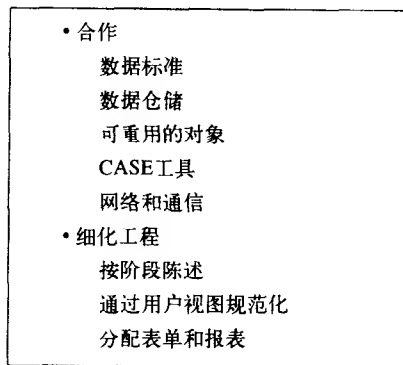 •合作
数据标准
数据仓储
可重用的对象
CASE工具
网络和通信
•细化工程
按阶段陈述
通过用户视图规范化
分配表单和报表